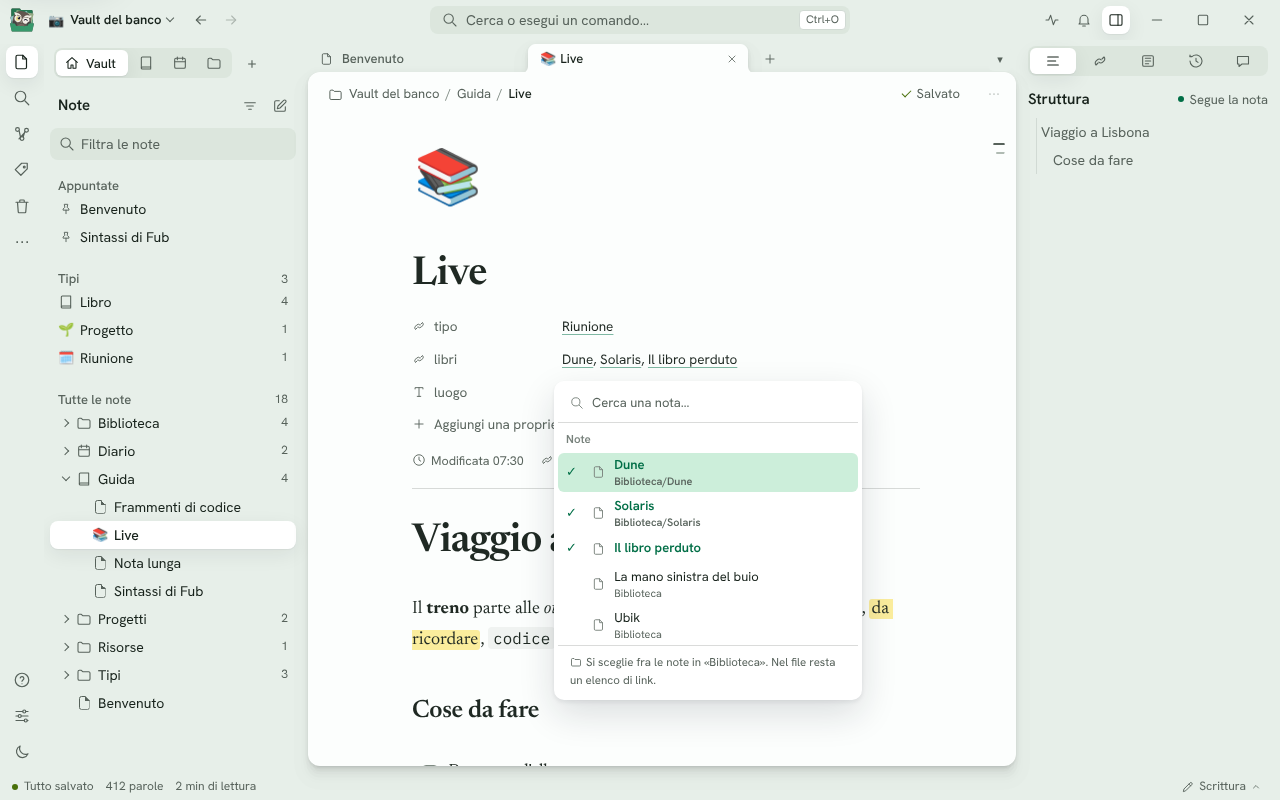 Vault del banco
Cerca o esegui un comando…
Ctrl+O
Vault
Benvenuto
Live
Note
Filtra le note
Appuntate
Benvenuto
Sintassi di Fub
Tipi 3
Libro 4
Progetto 1
Riunione 1
Tutte le note 18
Biblioteca 4
Diario 2
Guida 4
Frammenti di codice
Live
Nota lunga
Sintassi di Fub
Progetti 2
Risorse 1
Tipi 3
Benvenuto
Vault del banco / Guida / Live
Salvato
Live
tipo Riunione
libri Dune, Solaris, Il libro perduto
luogo
Aggiungi una proprie
Modificata 07:30
Viaggio a
Il treno parte alle , da
ricordare, codice
Cose da fare
Cerca una nota…
Note
✓ Dune
Biblioteca/Dune
✓ Solaris
Biblioteca/Solaris
✓ Il libro perduto
La mano sinistra del buio
Biblioteca
Ubik
Biblioteca
Si sceglie fra le note in «Biblioteca». Nel file resta
un elenco di link.
Struttura
Segue la nota
Viaggio a Lisbona
Cose da fare
Tutto salvato 412 parole 2 min di lettura
Scrittura